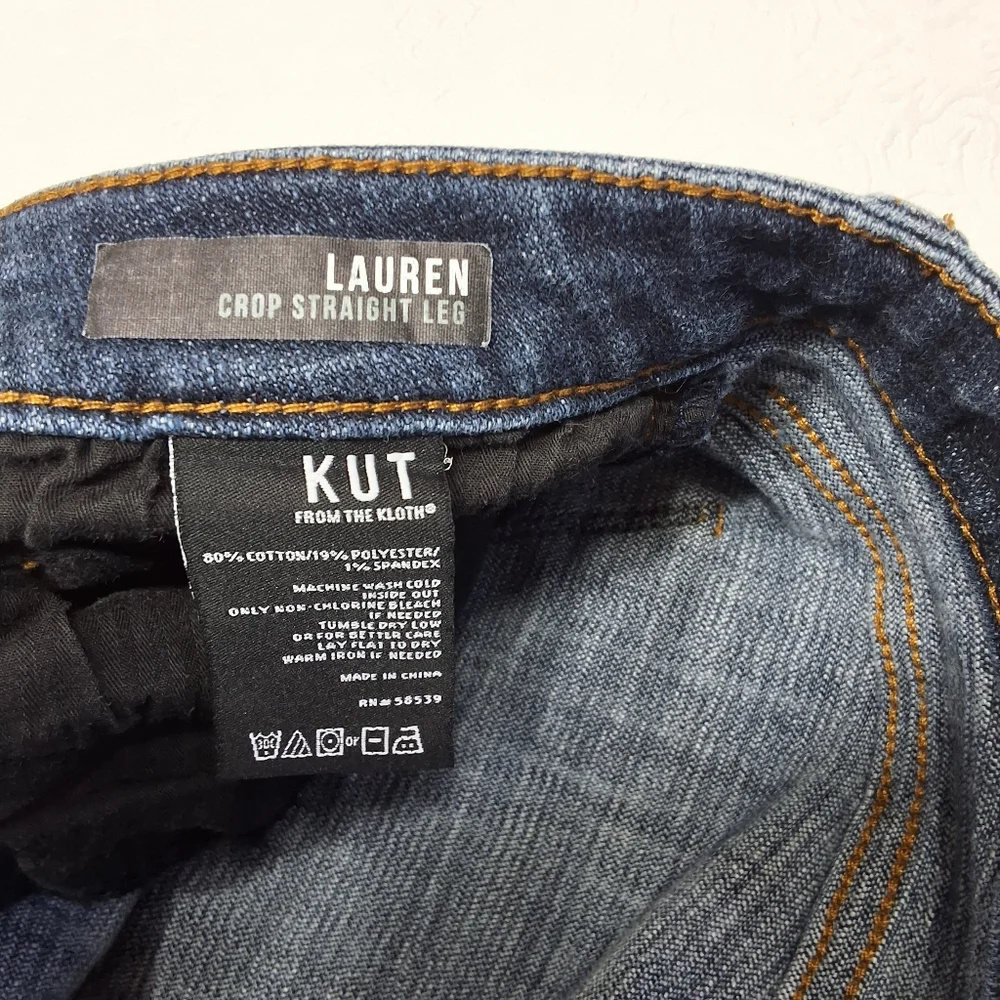 LAUREN
CROP STRAIGHT LEG
KUT
FROM THE KLOTH®
80% COTTON/19% POLYESTER/
1% SPANDEX
MACHINE WASH COLD
INSIDE OUT
ONLY NON-CHLORINE BLEACH
IF NEEDED
TUMBLE DRY LOW
OR FOR BETTER CARE
LAY FLAT TO DRY
WARM IRON IF NEEDED
MADE IN CHINA
RN#58539
30C or